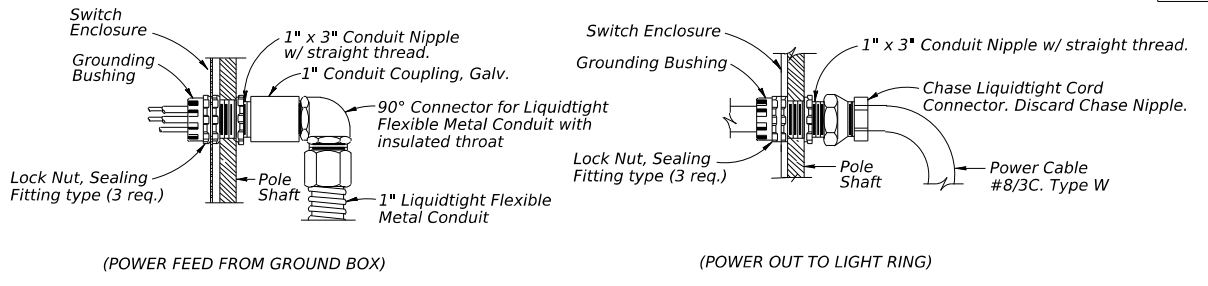 Switch
Enclosure
Grounding
Bushing
1" x 3" Conduit Nipple
w/ straight thread.
1" Conduit Coupling, Galv.
90° Connector for Liquidtight
Flexible Metal Conduit with
insulated throat
Lock Nut, Sealing
Fitting type (3 req.)
Pole
Shaft
1" Liquidtight Flexible
Metal Conduit
(POWER FEED FROM GROUND BOX)
Switch Enclosure
Grounding Bushing
1" x 3" Conduit Nipple w/ straight thread.
Chase Liquidtight Cord
Connector. Discard Chase Nipple.
Lock Nut, Sealing
Fitting type (3 req.)
Pole
Shaft
Power Cable
#8/3C. Type W
(POWER OUT TO LIGHT RING)